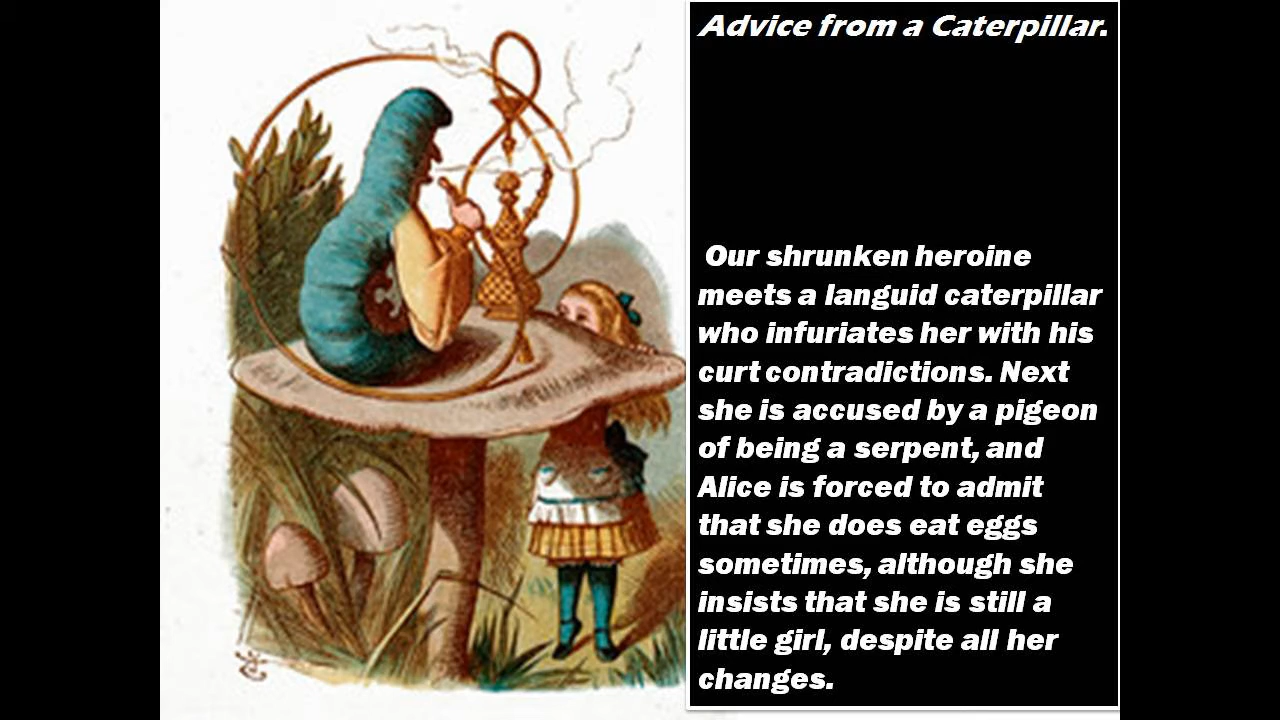 Advice from a Caterpillar.
Our shrunken heroine
meets a languid caterpillar
who infuriates her with his
curt contradictions. Next
she is accused by a pigeon
of being a serpent, and
Alice is forced to admit
that she does eat eggs
sometimes, although she
insists that she is still a
little girl, despite all her
changes.